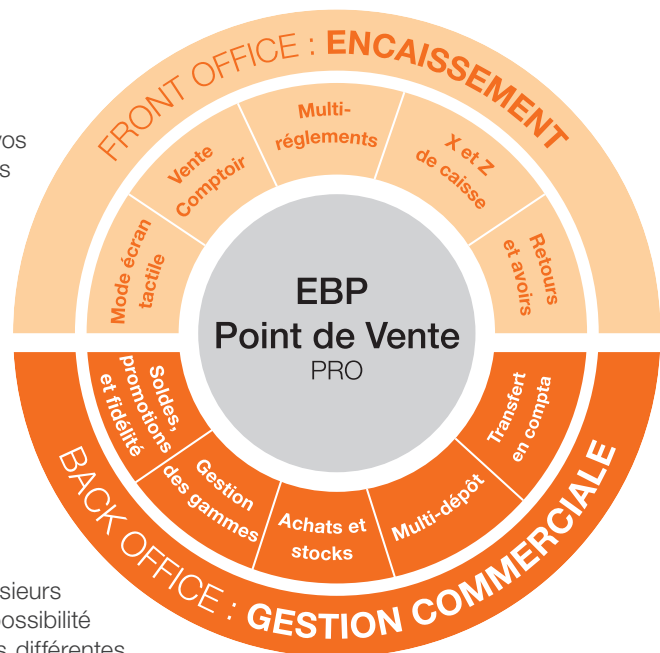 FRONT OFFICE : ENCAISSEMENT
vos
s
Mode écran
tactile
Vente
Comptoir
Multi-
réglements
X et Z
de caisse
Retours
et avoirs
EBP
Point de Vente
PRO
Soldes,
promotions
et fidélité
Gestion
des gammes
Achats et
stocks
Multi-dépôt
Transfert
en compta
BACK OFFICE : GESTION COMMERCIALE
sieurs
ossibilité
s différentes